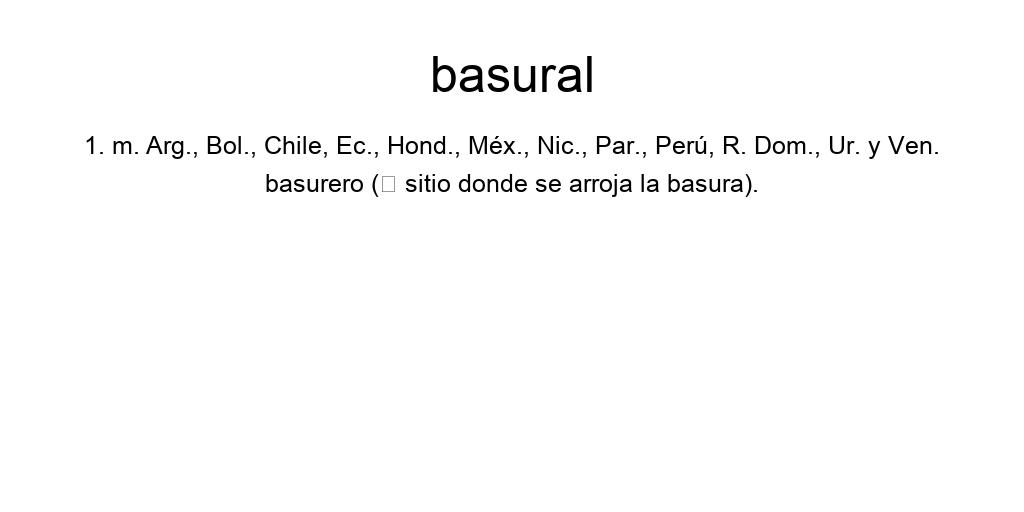 basural
1. m. Arg., Bol., Chile, Ec., Hond., Méx., Nic., Par., Perú, R. Dom., Ur. y Ven.
basurero (□ sitio donde se arroja la basura).